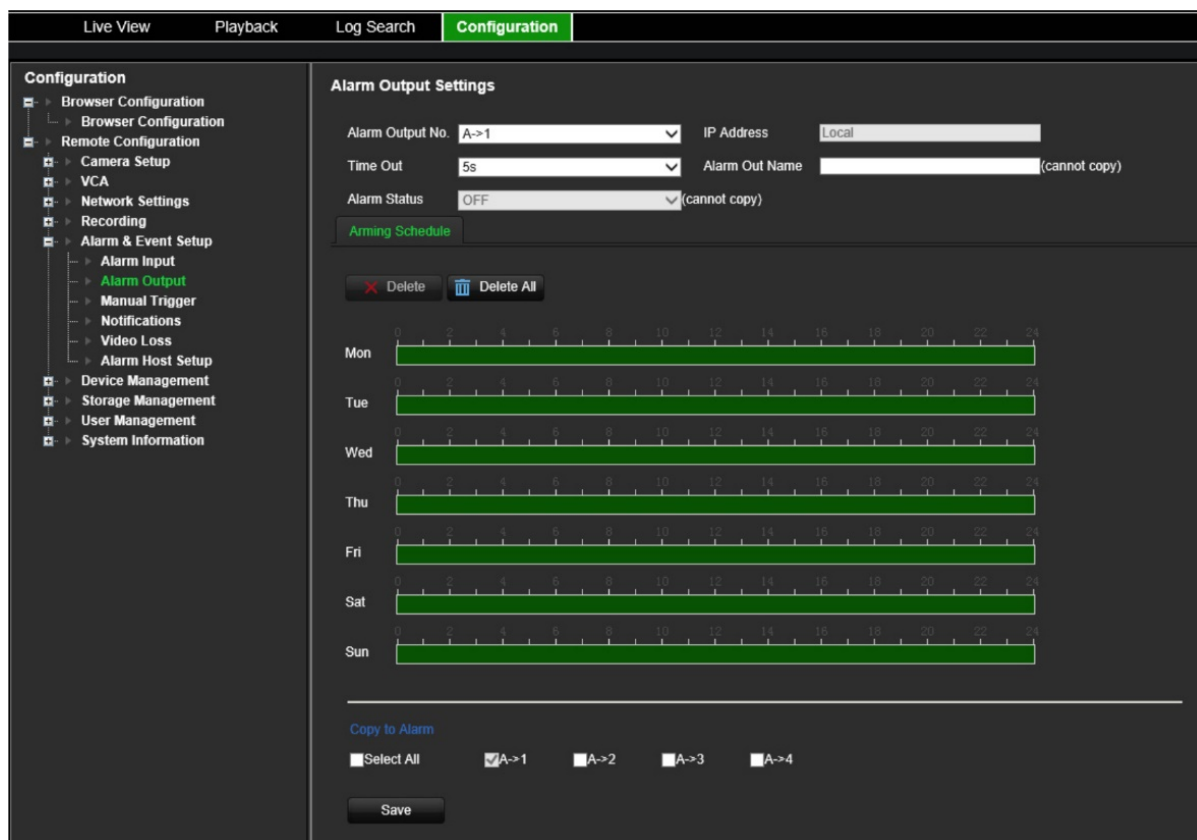 Live View Playback Log Search Configuration
Configuration
Browser Configuration
Browser Configuration
Remote Configuration
Camera Setup
VCA
Network Settings
Recording
Alarm & Event Setup
Alarm Input
Alarm Output
Manual Trigger
Notifications
Video Loss
Alarm Host Setup
Device Management
Storage Management
User Management
System Information
Alarm Output Settings
Alarm Output No. A->1 IP Address Local
Time Out 5s Alarm Out Name (cannot copy)
Alarm Status OFF (cannot copy)
Arming Schedule
Delete Delete All
0 2 4 6 8 10 12 14 16 18 20 22 24
Mon
0 2 4 6 8 10 12 14 16 18 20 22 24
Tue
0 2 4 6 8 10 12 14 16 18 20 22 24
Wed
0 2 4 6 8 10 12 14 16 18 20 22 24
Thu
0 2 4 6 8 10 12 14 16 18 20 22 24
Fri
0 2 4 6 8 10 12 14 16 18 20 22 24
Sat
0 2 4 6 8 10 12 14 16 18 20 22 24
Sun
Copy to Alarm
Select All A->1 A->2 A->3 A->4
Save